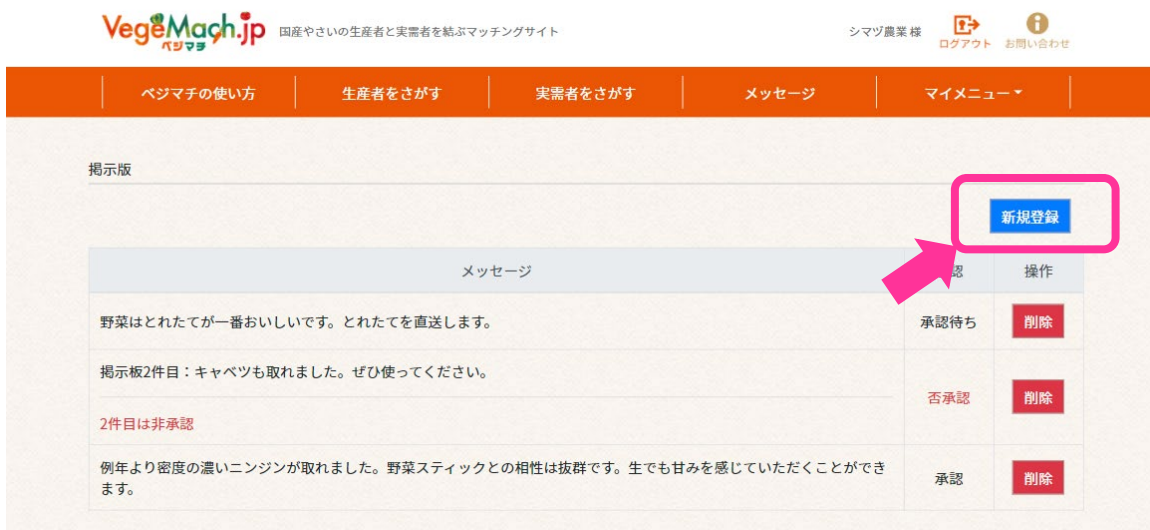 VegeMach.jp
ベジマチ
国産やさいの生産者と実需者を結ぶマッチングサイト
シマヅ農業 様
ログアウト
お問い合わせ
ベジマチの使い方
生産者をさがす
実需者をさがす
メッセージ
マイメニュー
掲示版
新規登録
メッセージ
認
操作
野菜はとれたてが一番おいしいです。とれたてを直送します。
承認待ち
削除
掲示板2件目：キャベツも取れました。ぜひ使ってください。
2件目は非承認
否承認
削除
例年より密度の濃いニンジンが取れました。野菜スティックとの相性は抜群です。生でも甘みを感じていただくことができ
ます。
承認
削除